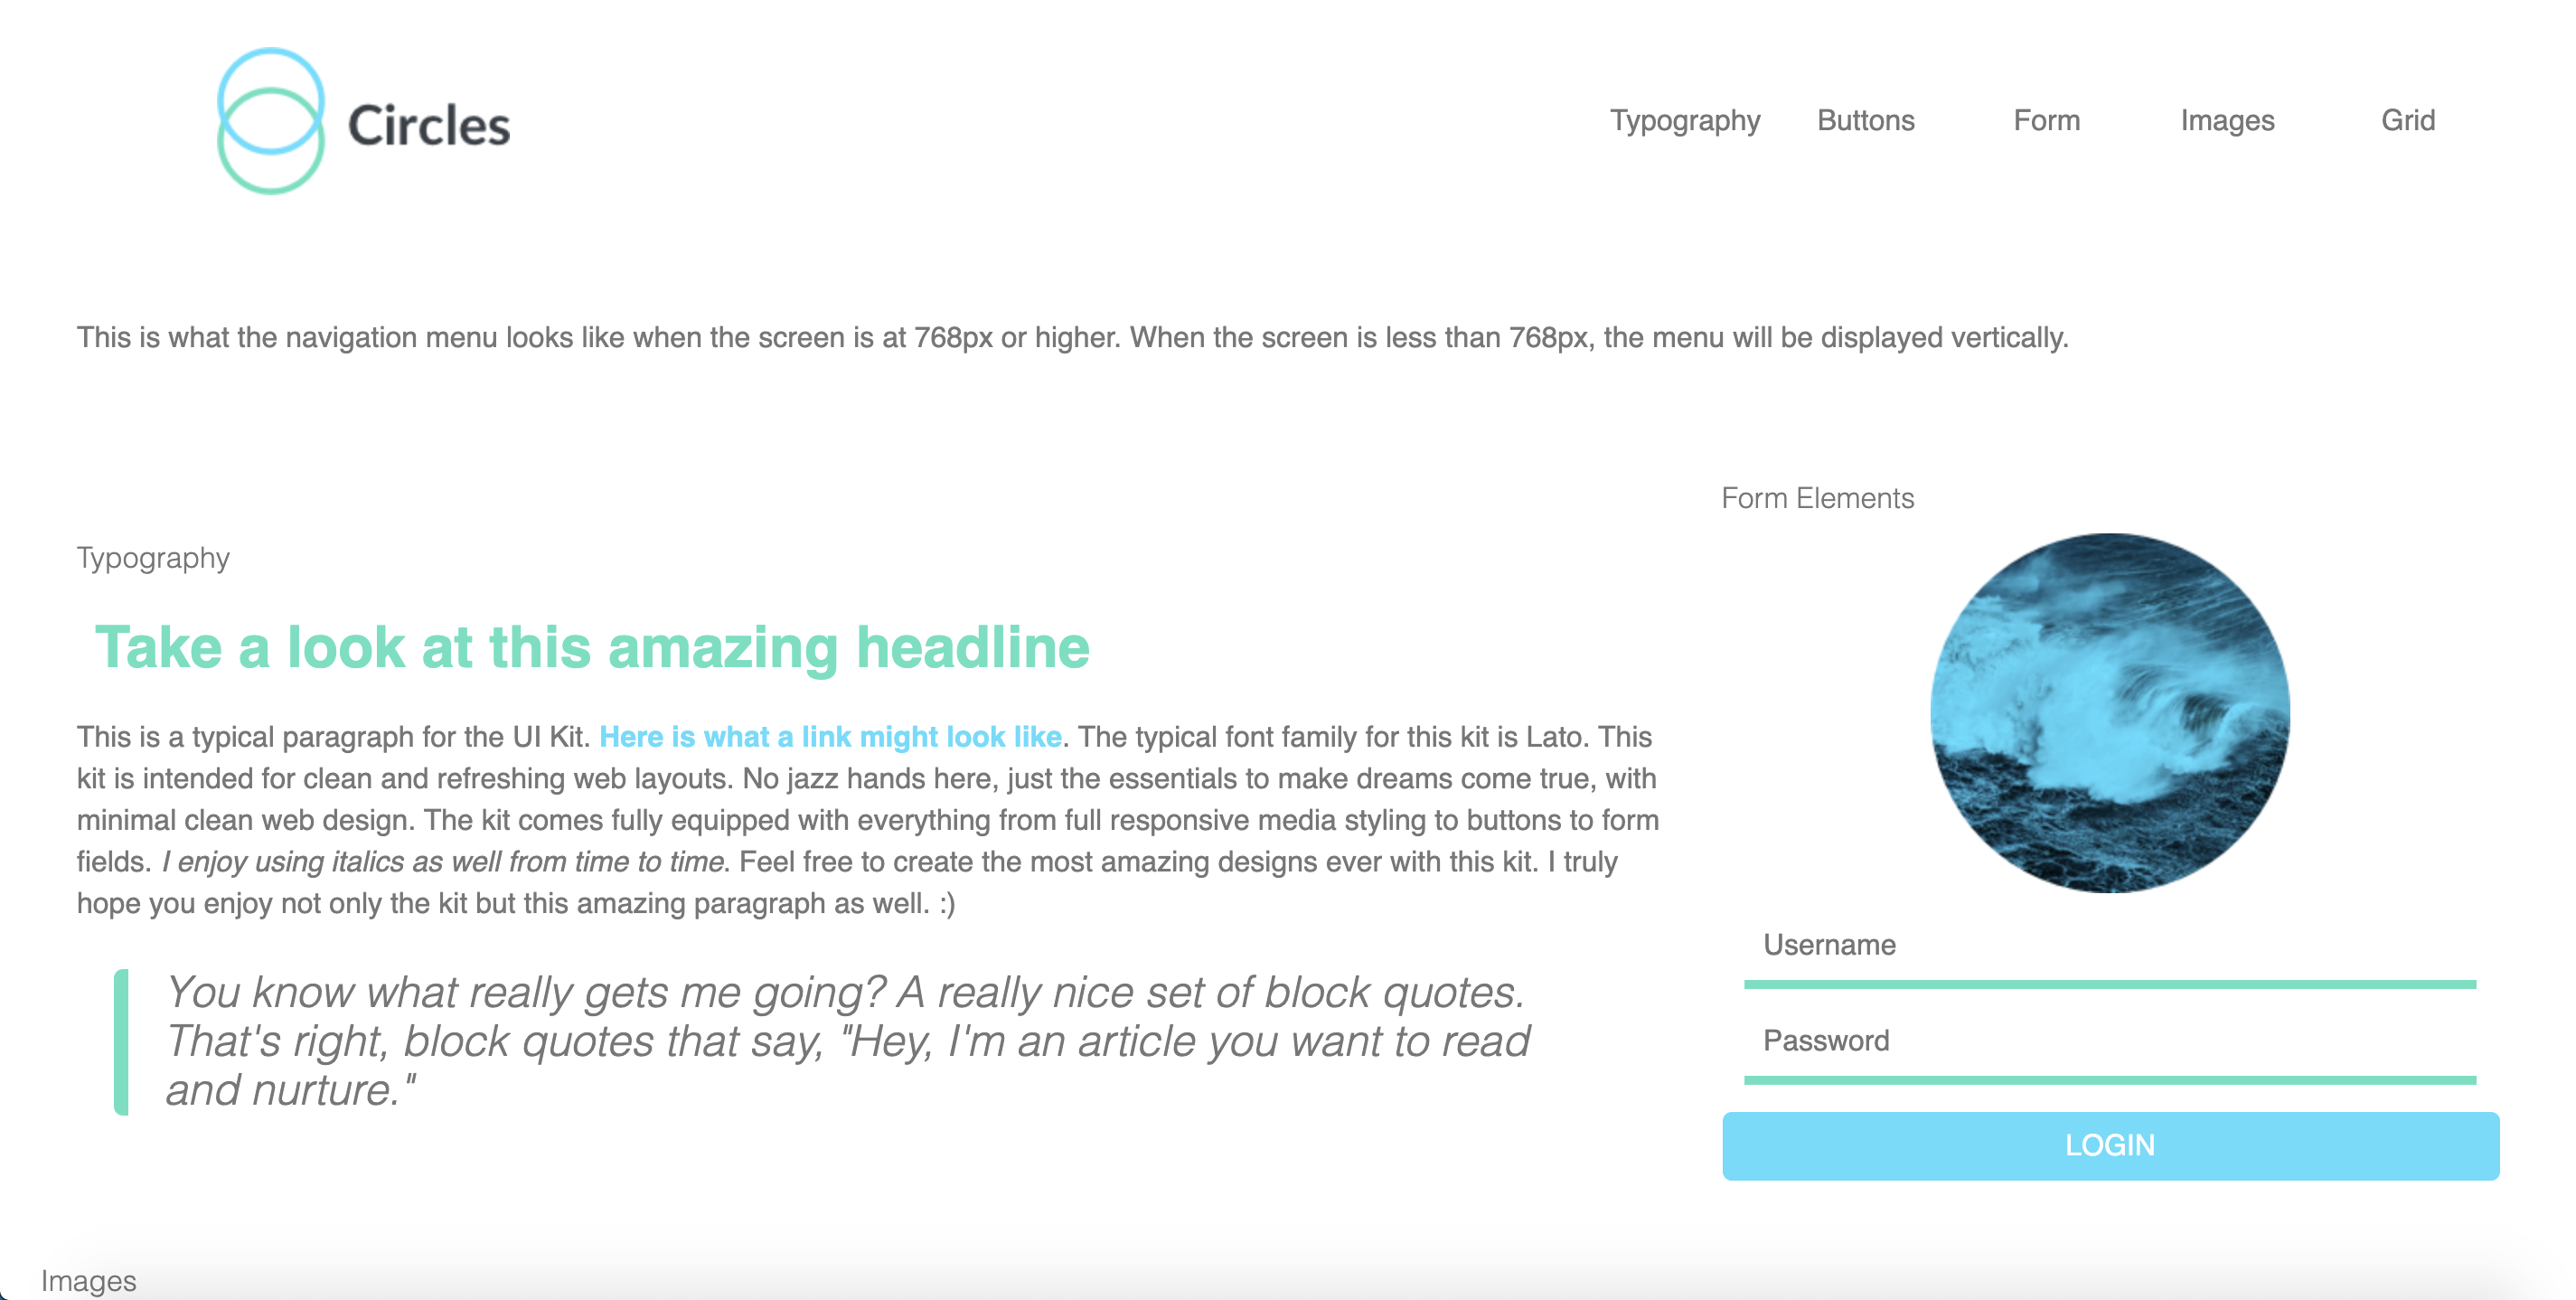 Circles
Typography Buttons Form Images Grid
This is what the navigation menu looks like when the screen is at 768px or higher. When the screen is less than 768px, the menu will be displayed vertically.
Typography
Take a look at this amazing headline
This is a typical paragraph for the UI Kit. Here is what a link might look like. The typical font family for this kit is Lato. This
kit is intended for clean and refreshing web layouts. No jazz hands here, just the essentials to make dreams come true, with
minimal clean web design. The kit comes fully equipped with everything from full responsive media styling to buttons to form
fields. I enjoy using italics as well from time to time. Feel free to create the most amazing designs ever with this kit. I truly
hope you enjoy not only the kit but this amazing paragraph as well. :)
You know what really gets me going? A really nice set of block quotes.
That's right, block quotes that say, "Hey, I'm an article you want to read
and nurture."
Form Elements
Username
Password
LOGIN
Images